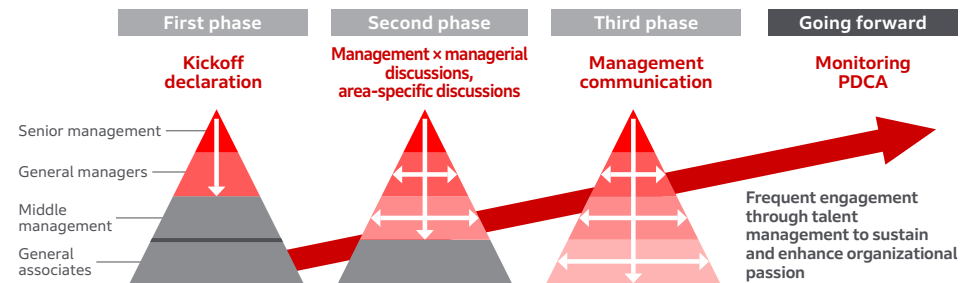 First phase
Second phase
Third phase
Going forward
Kickoff
declaration
Management × managerial
discussions,
area-specific discussions
Management
communication
Monitoring
PDCA
Senior management
General managers
Middle
management
General
associates
Frequent engagement
through talent
management to sustain
and enhance organizational
passion